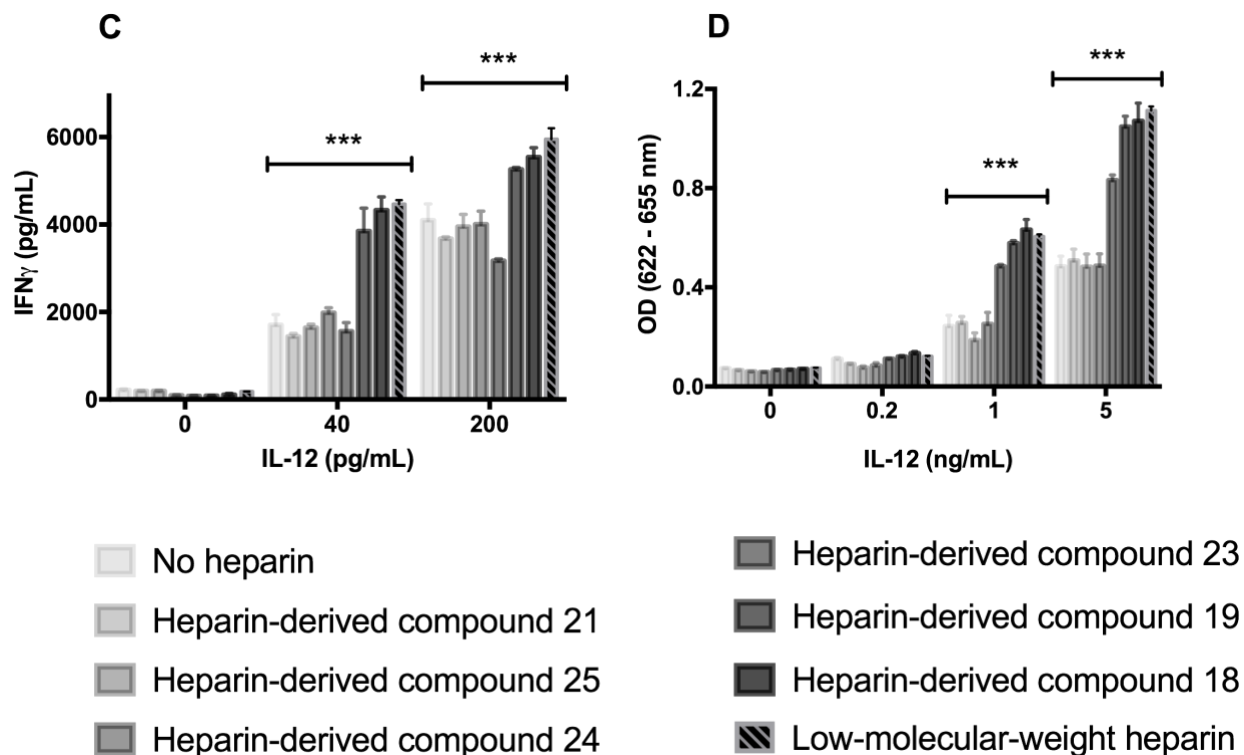 C
***
***
6000
4000
2000
0
IFNγ (pg/mL)
0
40
200
IL-12 (pg/mL)
D
***
***
1.2
0.8
0.4
0.0
OD (622 - 655 nm)
0
0.2
1
5
IL-12 (ng/mL)
No heparin
Heparin-derived compound 21
Heparin-derived compound 25
Heparin-derived compound 24
Heparin-derived compound 23
Heparin-derived compound 19
Heparin-derived compound 18
Low-molecular-weight heparin